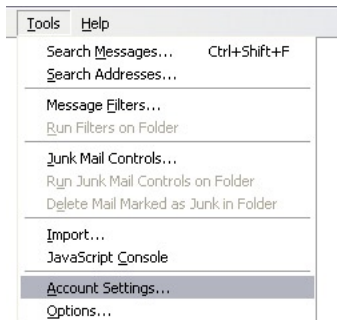 Tools Help
Search Messages... Ctrl+Shift+F
Search Addresses...
Message Filters...
Run Filters on Folder
Junk Mail Controls...
Run Junk Mail Controls on Folder
Delete Mail Marked as Junk in Folder
Import...
JavaScript Console
Account Settings...
Options...